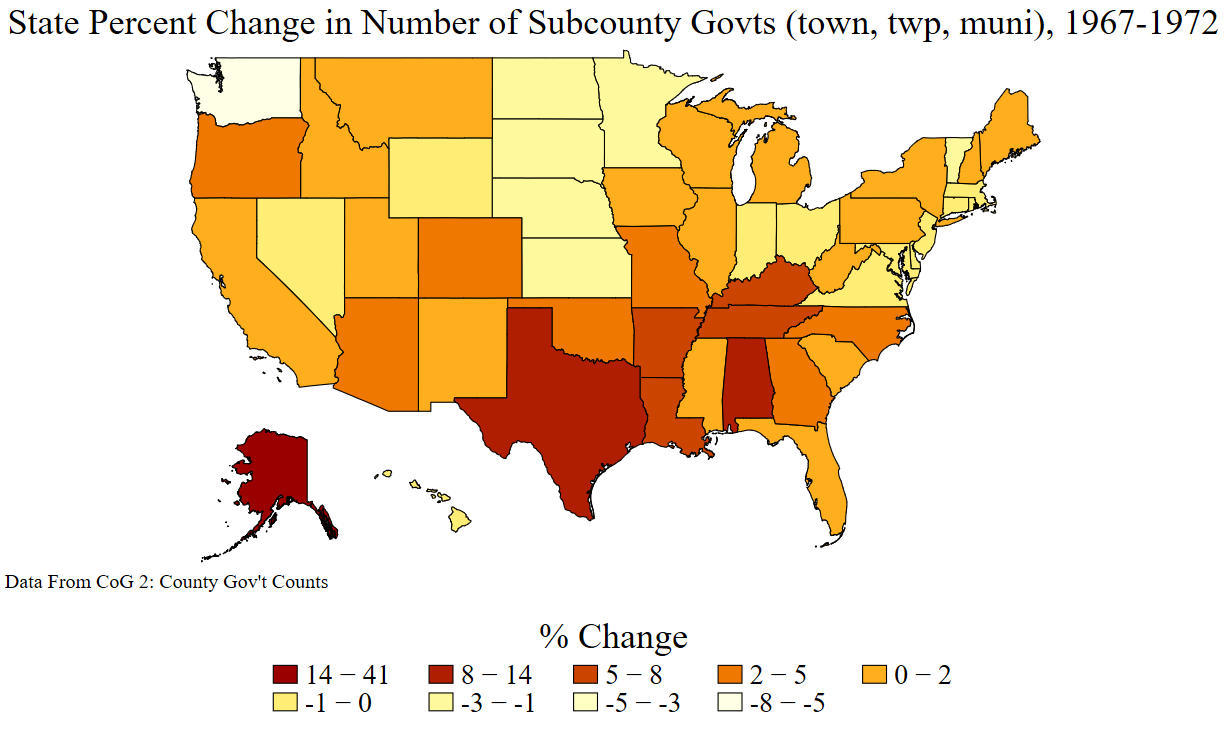 State Percent Change in Number of Subcounty Govts (town, twp, muni), 1967-1972
Data From CoG 2: County Gov't Counts
% Change
14 − 41 8 − 14 5 − 8 2 − 5 0 − 2
-1 − 0 -3 − -1 -5 − -3 -8 − -5